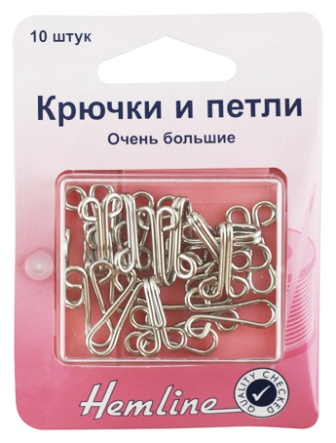 10 штук
Крючки и петли
Очень большие
Hemline
QUALITY CHECKED